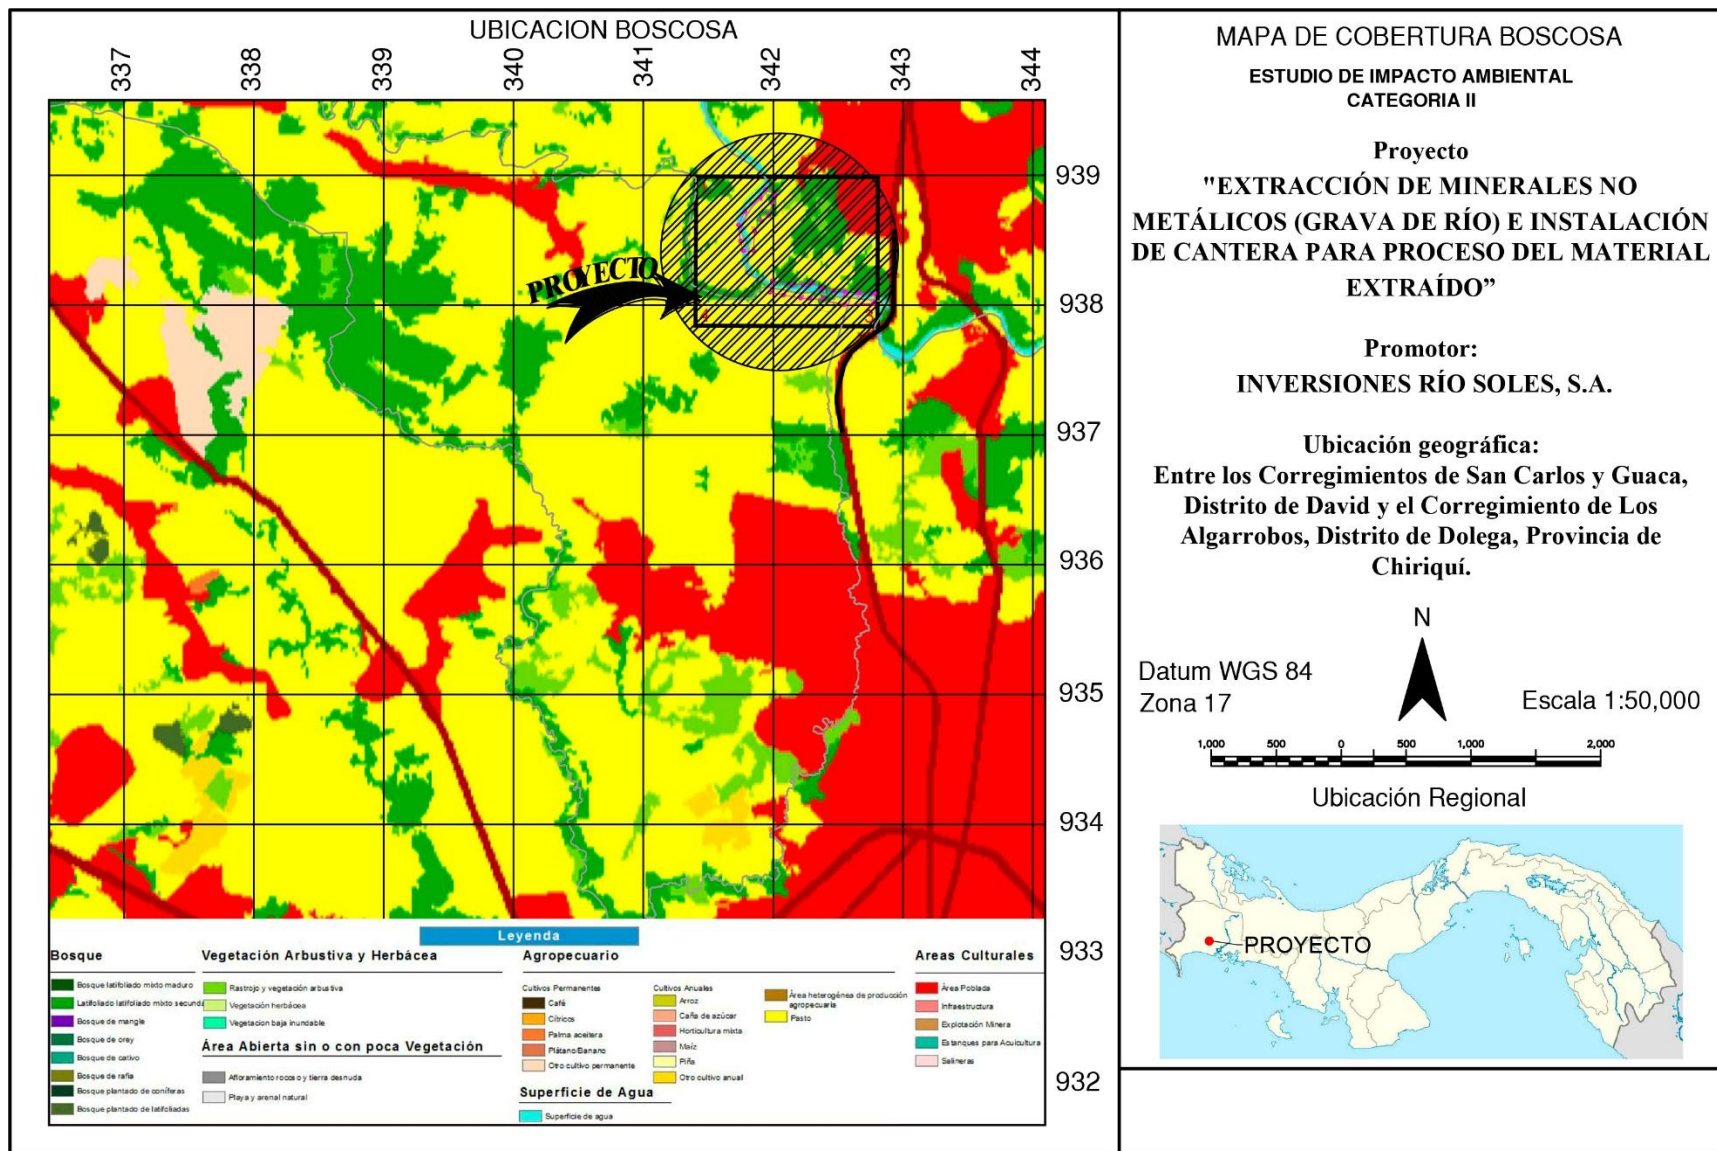 UBICACION BOSCOSA
337
338
339
340
341
342
343
344
939
938
937
936
935
934
933
932
PROYECTO
4
3
Leyenda
Bosque
Bosque latifoliado mixto maduro
Latifoliado latifoliado mixto secunda
Bosque de mangle
Bosque de orey
Bosque de cativo
Bosque de rafia
Bosque plantado de coníferas
Bosque plantado de latifoliadas
Vegetación Arbustiva y Herbácea
Rastrojo y vegetación arbustiva
Vegetación herbácea
Vegetacion baja inundable
Área Abierta sin o con poca Vegetación
Afloramiento rocoso y tierra desnuda
Playa y arenal natural
Agropecuario
Cultivos Permanentes
Café
Cítricos
Palma aceitera
Plátano/Banano
Otro cultivo permanente
Cultivos Anuales
Arroz
Caña de azúcar
Horticultura mixta
Maíz
Piña
Otro cultivo anual
Área heterogénea de producción
agropecuaria
Pasto
Superficie de Agua
Superficie de agua
Areas Culturales
Área Poblada
Infraestructura
Explotación Minera
Estanques para Acuicultura
Salineras
MAPA DE COBERTURA BOSCOSA
ESTUDIO DE IMPACTO AMBIENTAL
CATEGORIA II
Proyecto
"EXTRACCIÓN DE MINERALES NO
METÁLICOS (GRAVA DE RÍO) E INSTALACIÓN
DE CANTERA PARA PROCESO DEL MATERIAL
EXTRAÍDO”
Promotor:
INVERSIONES RÍO SOLES, S.A.
Ubicación geográfica:
Entre los Corregimientos de San Carlos y Guaca,
Distrito de David y el Corregimiento de Los
Algarrobos, Distrito de Dolega, Provincia de
Chiriquí.
N
Datum WGS 84
Zona 17
Escala 1:50,000
1,000 500 0 500 1,000 2,000
Ubicación Regional
PROYECTO